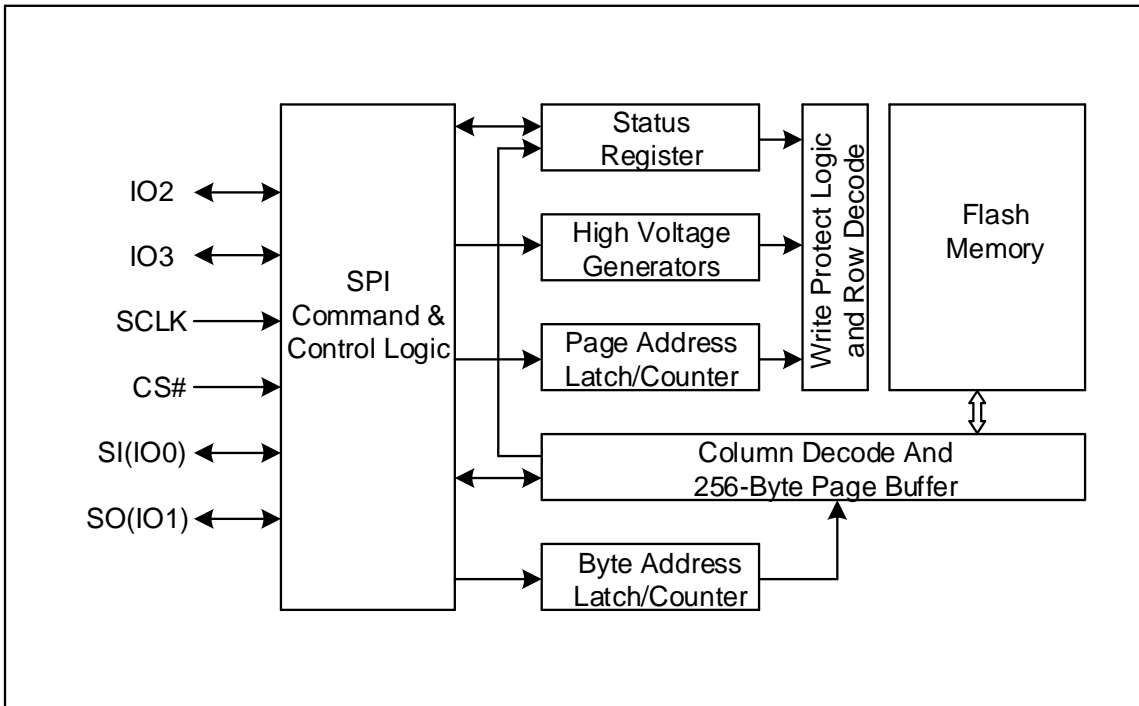 IO2
IO3
SCLK
CS#
SI(IO0)
SO(IO1)
SPI
Command &
Control Logic
Status
Register
High Voltage
Generators
Page Address
Latch/Counter
Write Protect Logic
and Row Decode
Flash
Memory
Column Decode And
256-Byte Page Buffer
Byte Address
Latch/Counter